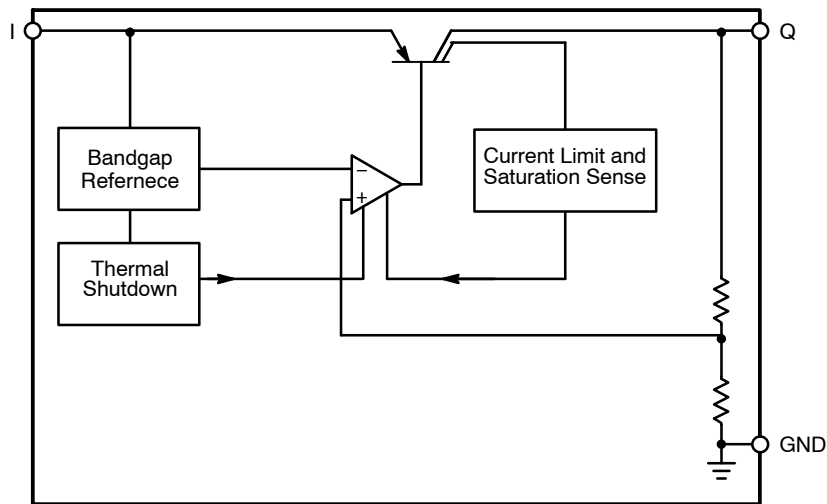 I
Q
Bandgap
Refernece
−
+
Current Limit and
Saturation Sense
Thermal
Shutdown
GND